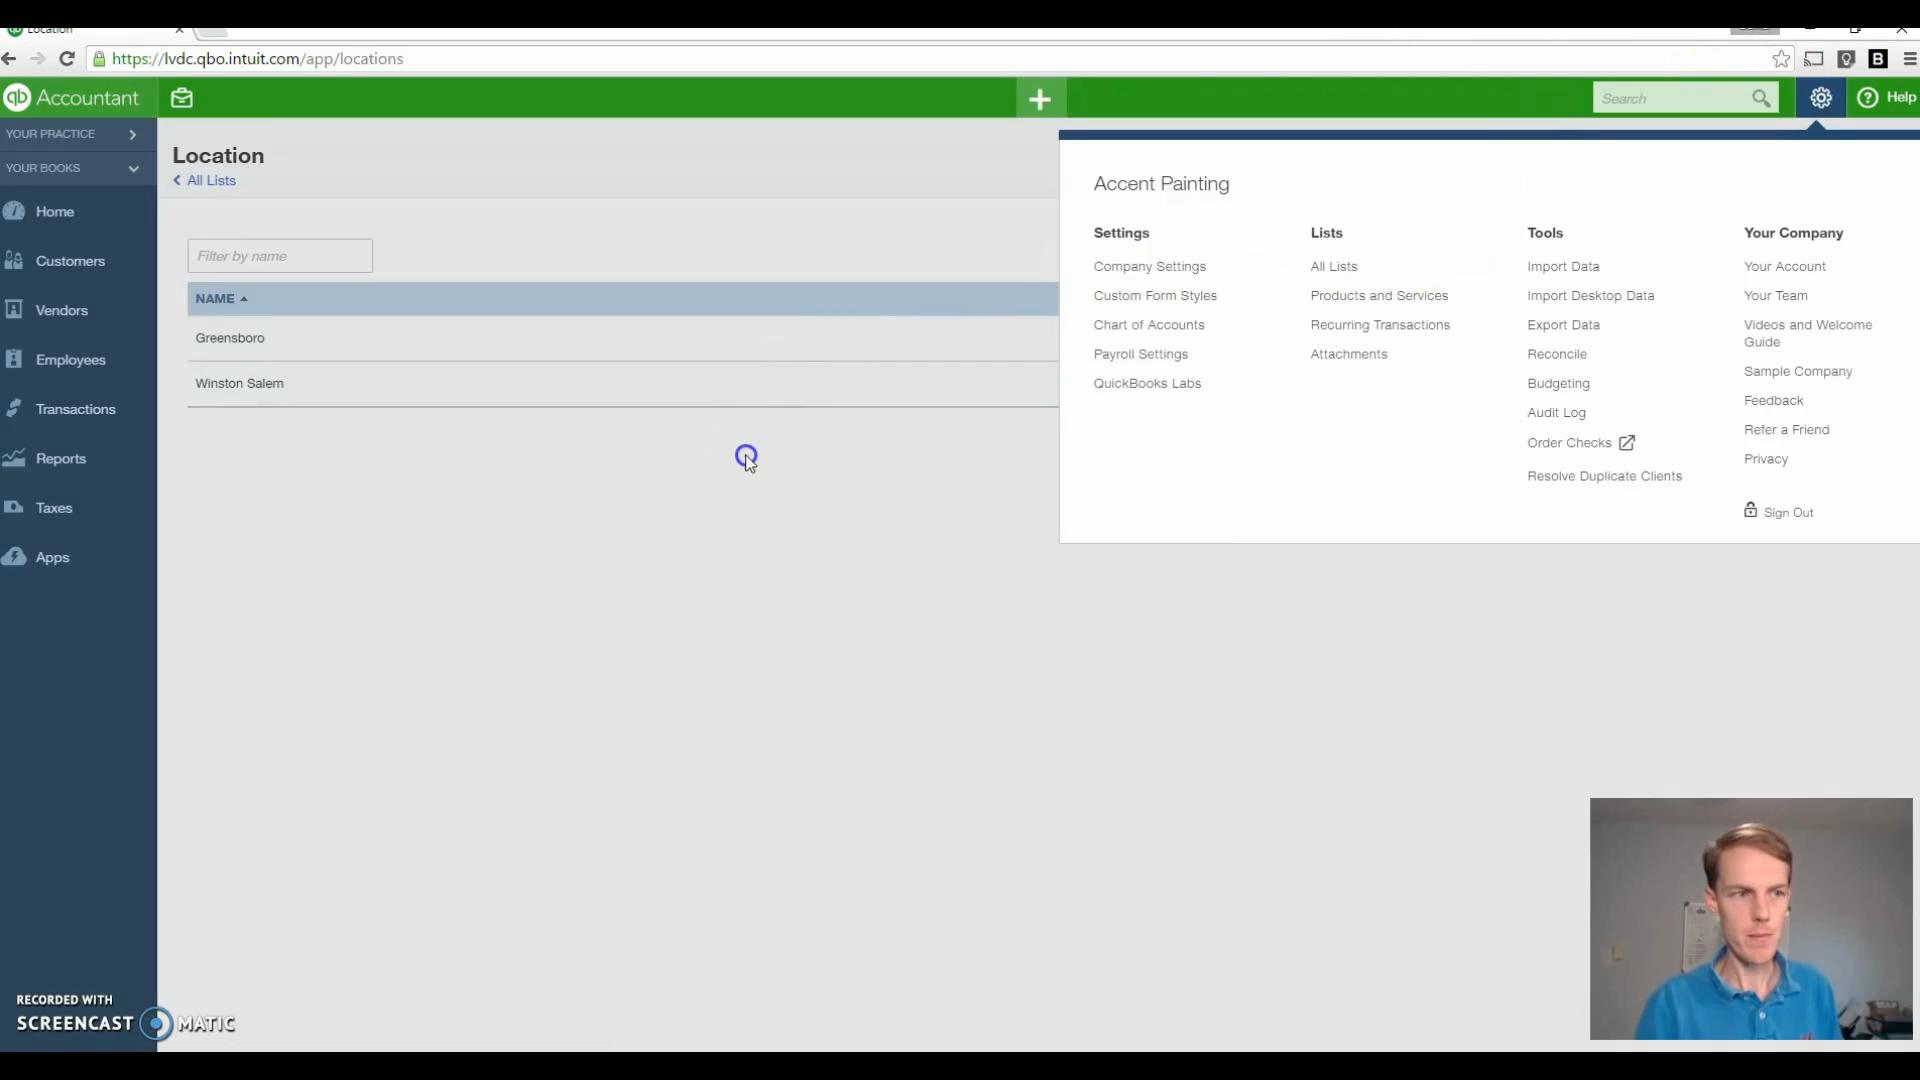 Location
https://lvdc.qbo.intuit.com/app/locations
qb Accountant
Search
Help
YOUR PRACTICE
YOUR BOOKS
Home
Customers
Vendors
Employees
Transactions
Reports
Taxes
Apps
Location
All Lists
Filter by name
NAME
Greensboro
Winston Salem
Accent Painting
Settings
Company Settings
Custom Form Styles
Chart of Accounts
Payroll Settings
QuickBooks Labs
Lists
All Lists
Products and Services
Recurring Transactions
Attachments
Tools
Import Data
Import Desktop Data
Export Data
Reconcile
Budgeting
Audit Log
Order Checks
Resolve Duplicate Clients
Your Company
Your Account
Your Team
Videos and Welcome
Guide
Sample Company
Feedback
Refer a Friend
Privacy
Sign Out
RECORDED WITH
SCREENCAST MATIC